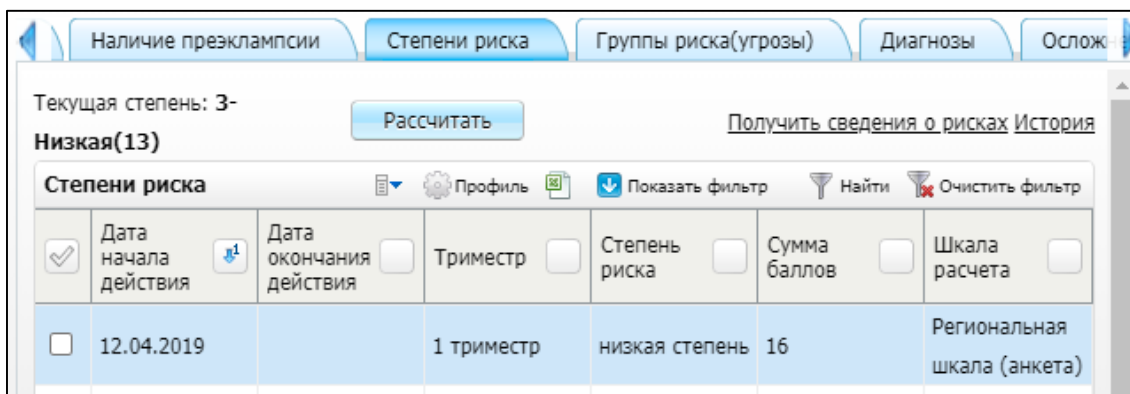 Наличие преэклампсии Степени риска Группы риска(угрозы) Диагнозы Осложне
Текущая степень: 3-
Низкая(13)
Рассчитать
Получить сведения о рисках История
Степени риска Профиль Показать фильтр Найти Очистить фильтр
Дата
начала
действия
1
Дата
окончания
действия
Триместр
Степень
риска
Сумма
баллов
Шкала
расчета
12.04.2019 1 триместр низкая степень 16 Региональная
шкала (анкета)